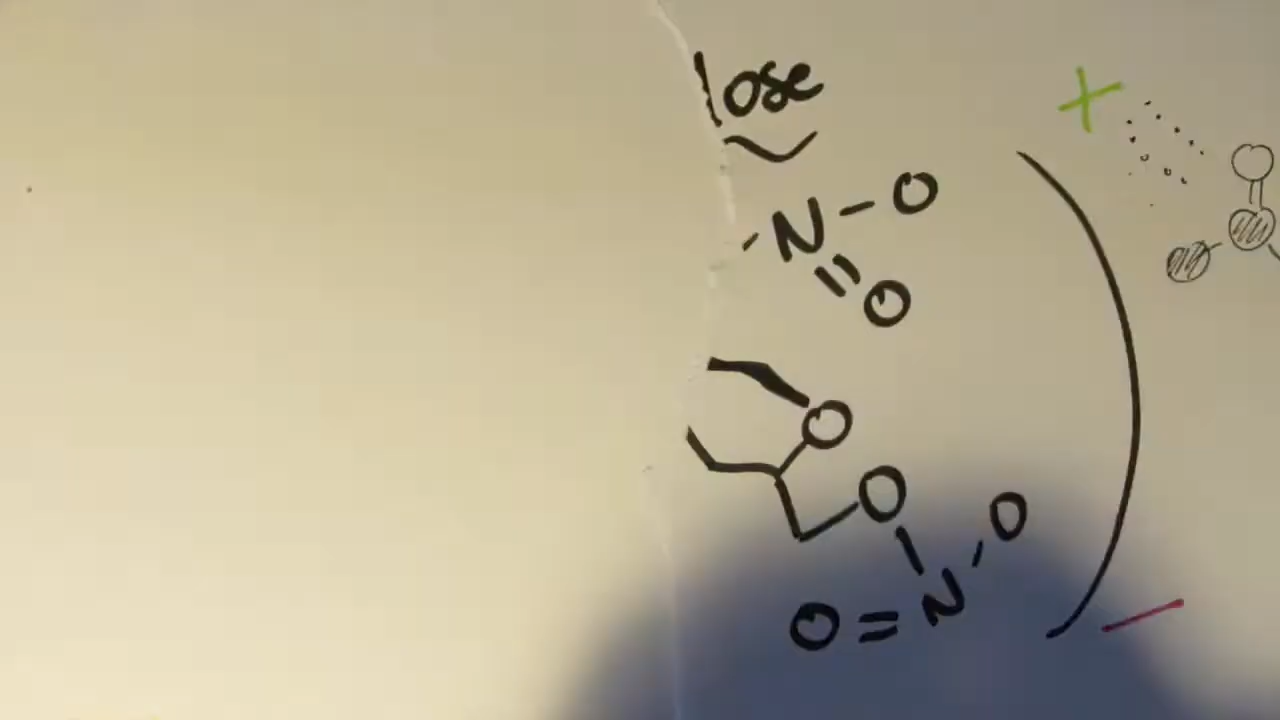 lose
+
N - O
= O
O
O
O
O = N